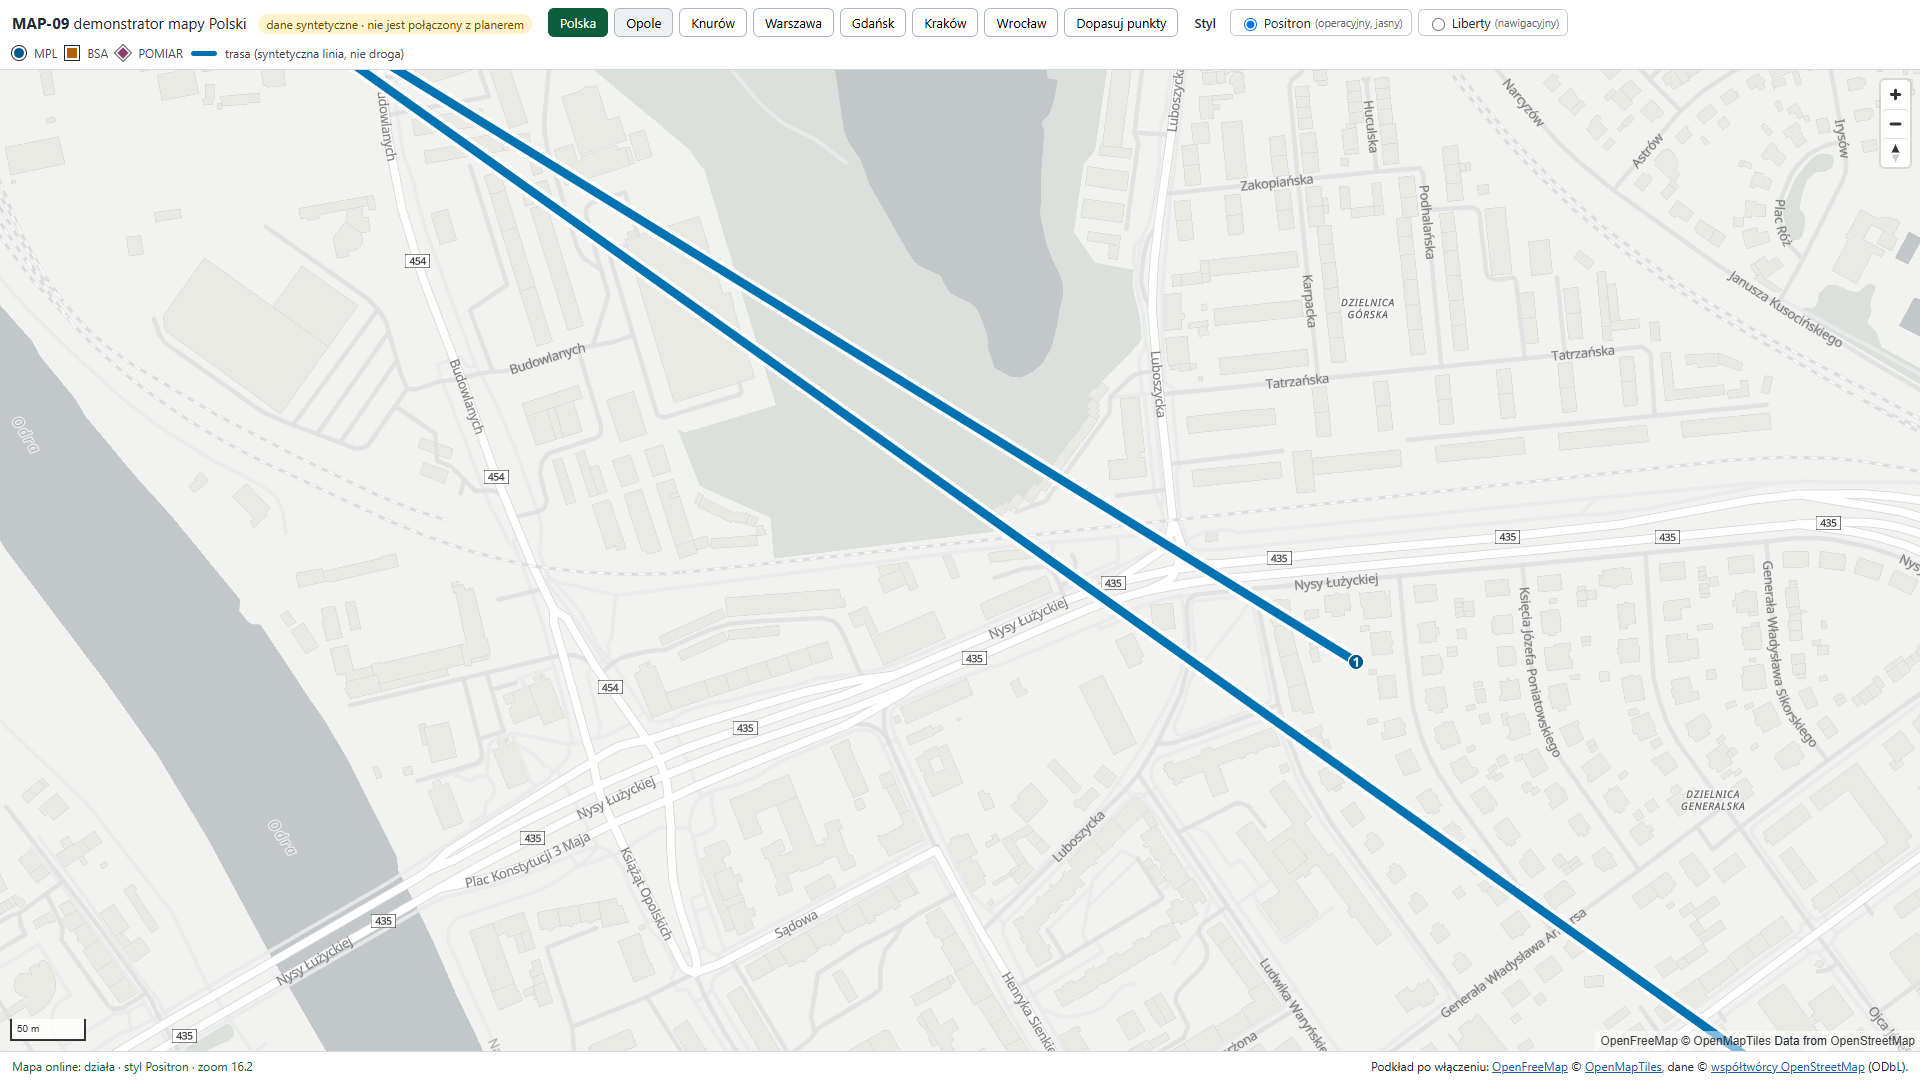 MAP-09 demonstrator mapy Polski
dane syntetyczne · nie jest połączony z planerem
Polska
Opole
Knurów
Warszawa
Gdańsk
Kraków
Wrocław
Dopasuj punkty
Styl
Positron (operacyjny, jasny)
Liberty (nawigacyjny)
MPL
BSA
POMIAR
trasa (syntetyczna linia, nie droga)
udowlanych
Luboszycka
Huculska
Narcyzów
Astrów
Irysów
Zakopiańska
Podhalańska
Plac Róż
454
Janusza Kusocińskiego
Karpacka
DZIELNICA
GÓRSKA
Budowlanych
Budowlanych
Luboszycka
Tatrzańska
Tatrzańska
Odra
454
435
435
435
435
435
Nysy Łużyckiej
Nysy Łużyckiej
Księcia Józefa Poniatowskiego
Generała Władysława Sikorskiego
Nys
435
1
454
435
Nysy Łużyckiej
DZIELNICA
GENERALSKA
Odra
435
Plac Konstytucji 3 Maja
Luboszycka
Książąt Opolskich
435
Sądowa
Nysy Łużyckiej
Henryka Sienkie
Ludwika Waryńskie
Generała Władysława An
rsa
50 m
435
OpenFreeMap © OpenMapTiles Data from OpenStreetMap
Mapa online: działa · styl Positron · zoom 16.2
Podkład po włączeniu: OpenFreeMap © OpenMapTiles, dane © współtwórcy OpenStreetMap (ODbL).